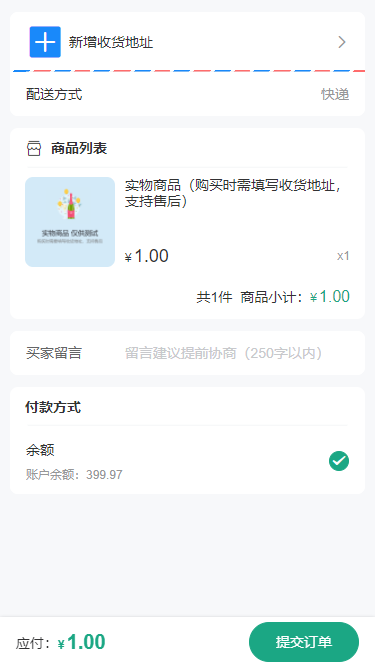 新增收货地址
配送方式
快递
商品列表
实物商品（购买时需填写收货地址，
支持售后）
实物商品 仅供测试
¥1.00
x1
共1件 商品小计：¥1.00
买家留言
留言建议提前协商（250字以内）
付款方式
余额
账户余额：399.97
应付：¥1.00
提交订单